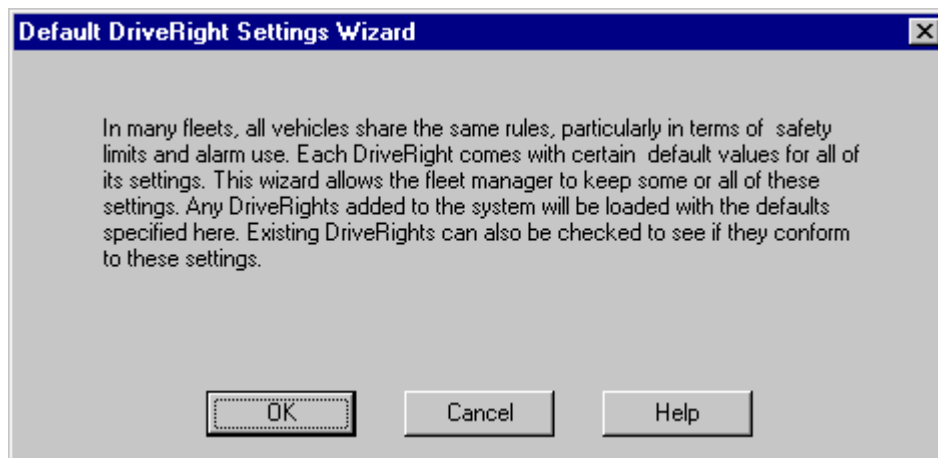 Default DriveRight Settings Wizard
In many fleets, all vehicles share the same rules, particularly in terms of  safety
limits and alarm use. Each DriveRight comes with certain  default values for all of
its settings. This wizard allows the fleet manager to keep some or all of these
settings. Any DriveRights added to the system will be loaded with the defaults
specified here. Existing DriveRights can also be checked to see if they conform
to these settings.
OK Cancel Help